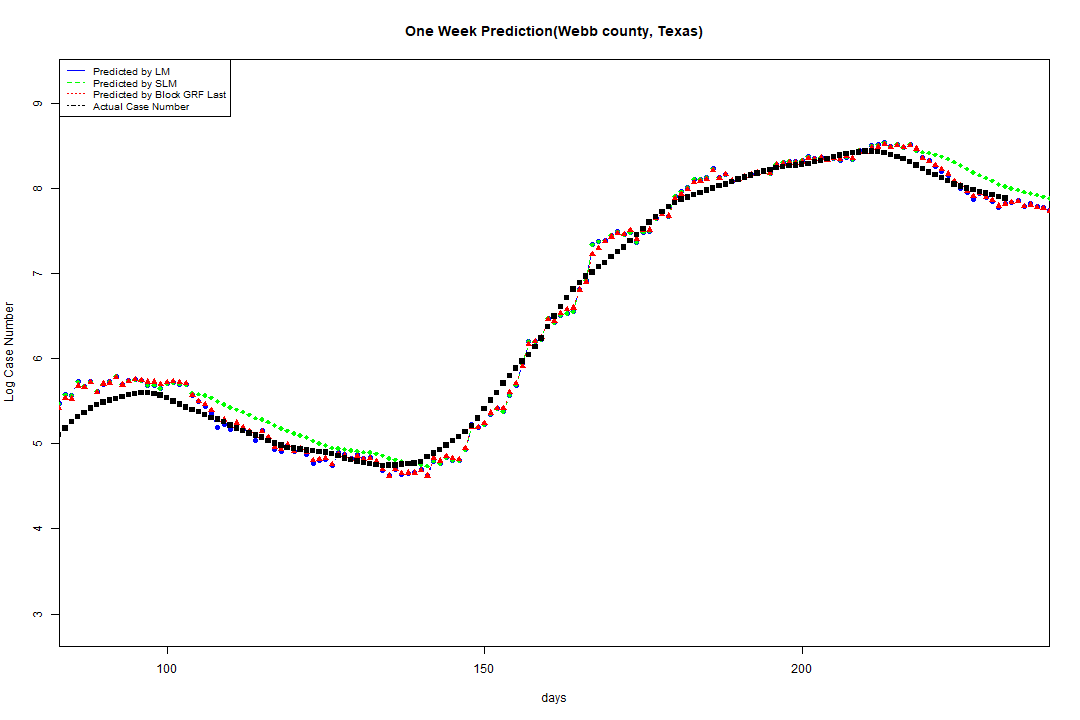 One Week Prediction(Webb county, Texas)
Predicted by LM
Predicted by SLM
Predicted by Block GRF Last
Actual Case Number
9
8
7
6
5
4
3
Log Case Number
100 150 200
days